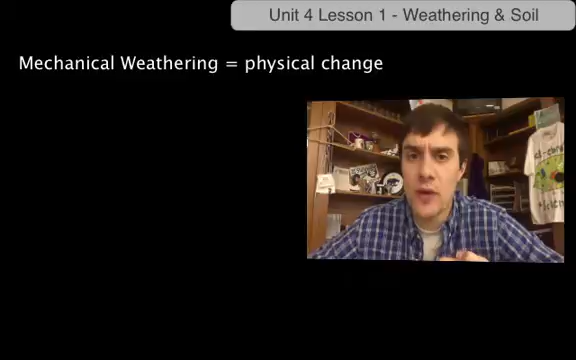 Unit 4 Lesson 1 - Weathering & Soil
Mechanical Weathering = physical change